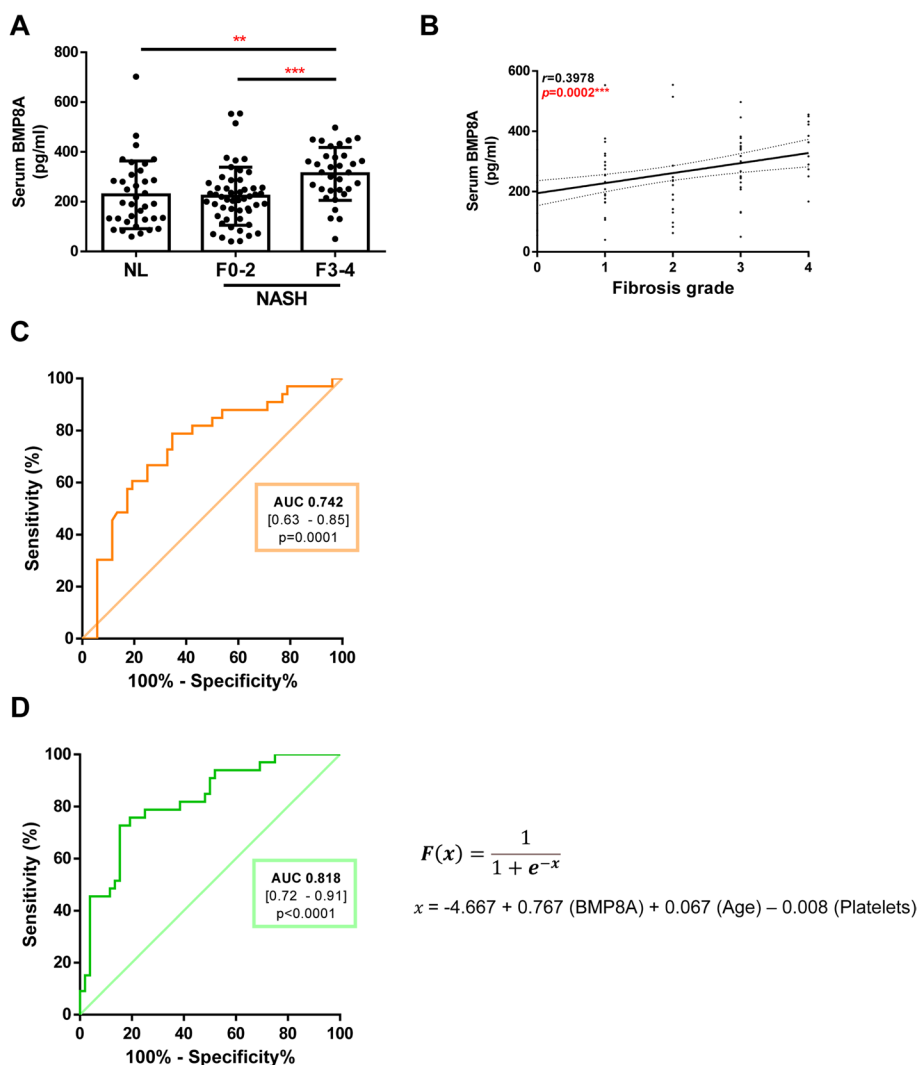 A
**
***
Serum BMP8A
(pg/ml)
800
600
400
200
0
NL
F0-2
F3-4
NASH
B
r=0.3978
p=0.0002***
Serum BMP8A
(pg/ml)
600
400
200
0
0 1 2 3 4
Fibrosis grade
C
Sensitivity (%)
100
80
60
40
20
0
AUC 0.742
[0.63 - 0.85]
p=0.0001
0 20 40 60 80 100
100% - Specificity%
D
Sensitivity (%)
100
80
60
40
20
0
AUC 0.818
[0.72 - 0.91]
p<0.0001
0 20 40 60 80 100
100% - Specificity%
F(x) = 1 / (1 + e^{-x})
x = -4.667 + 0.767 (BMP8A) + 0.067 (Age) – 0.008 (Platelets)